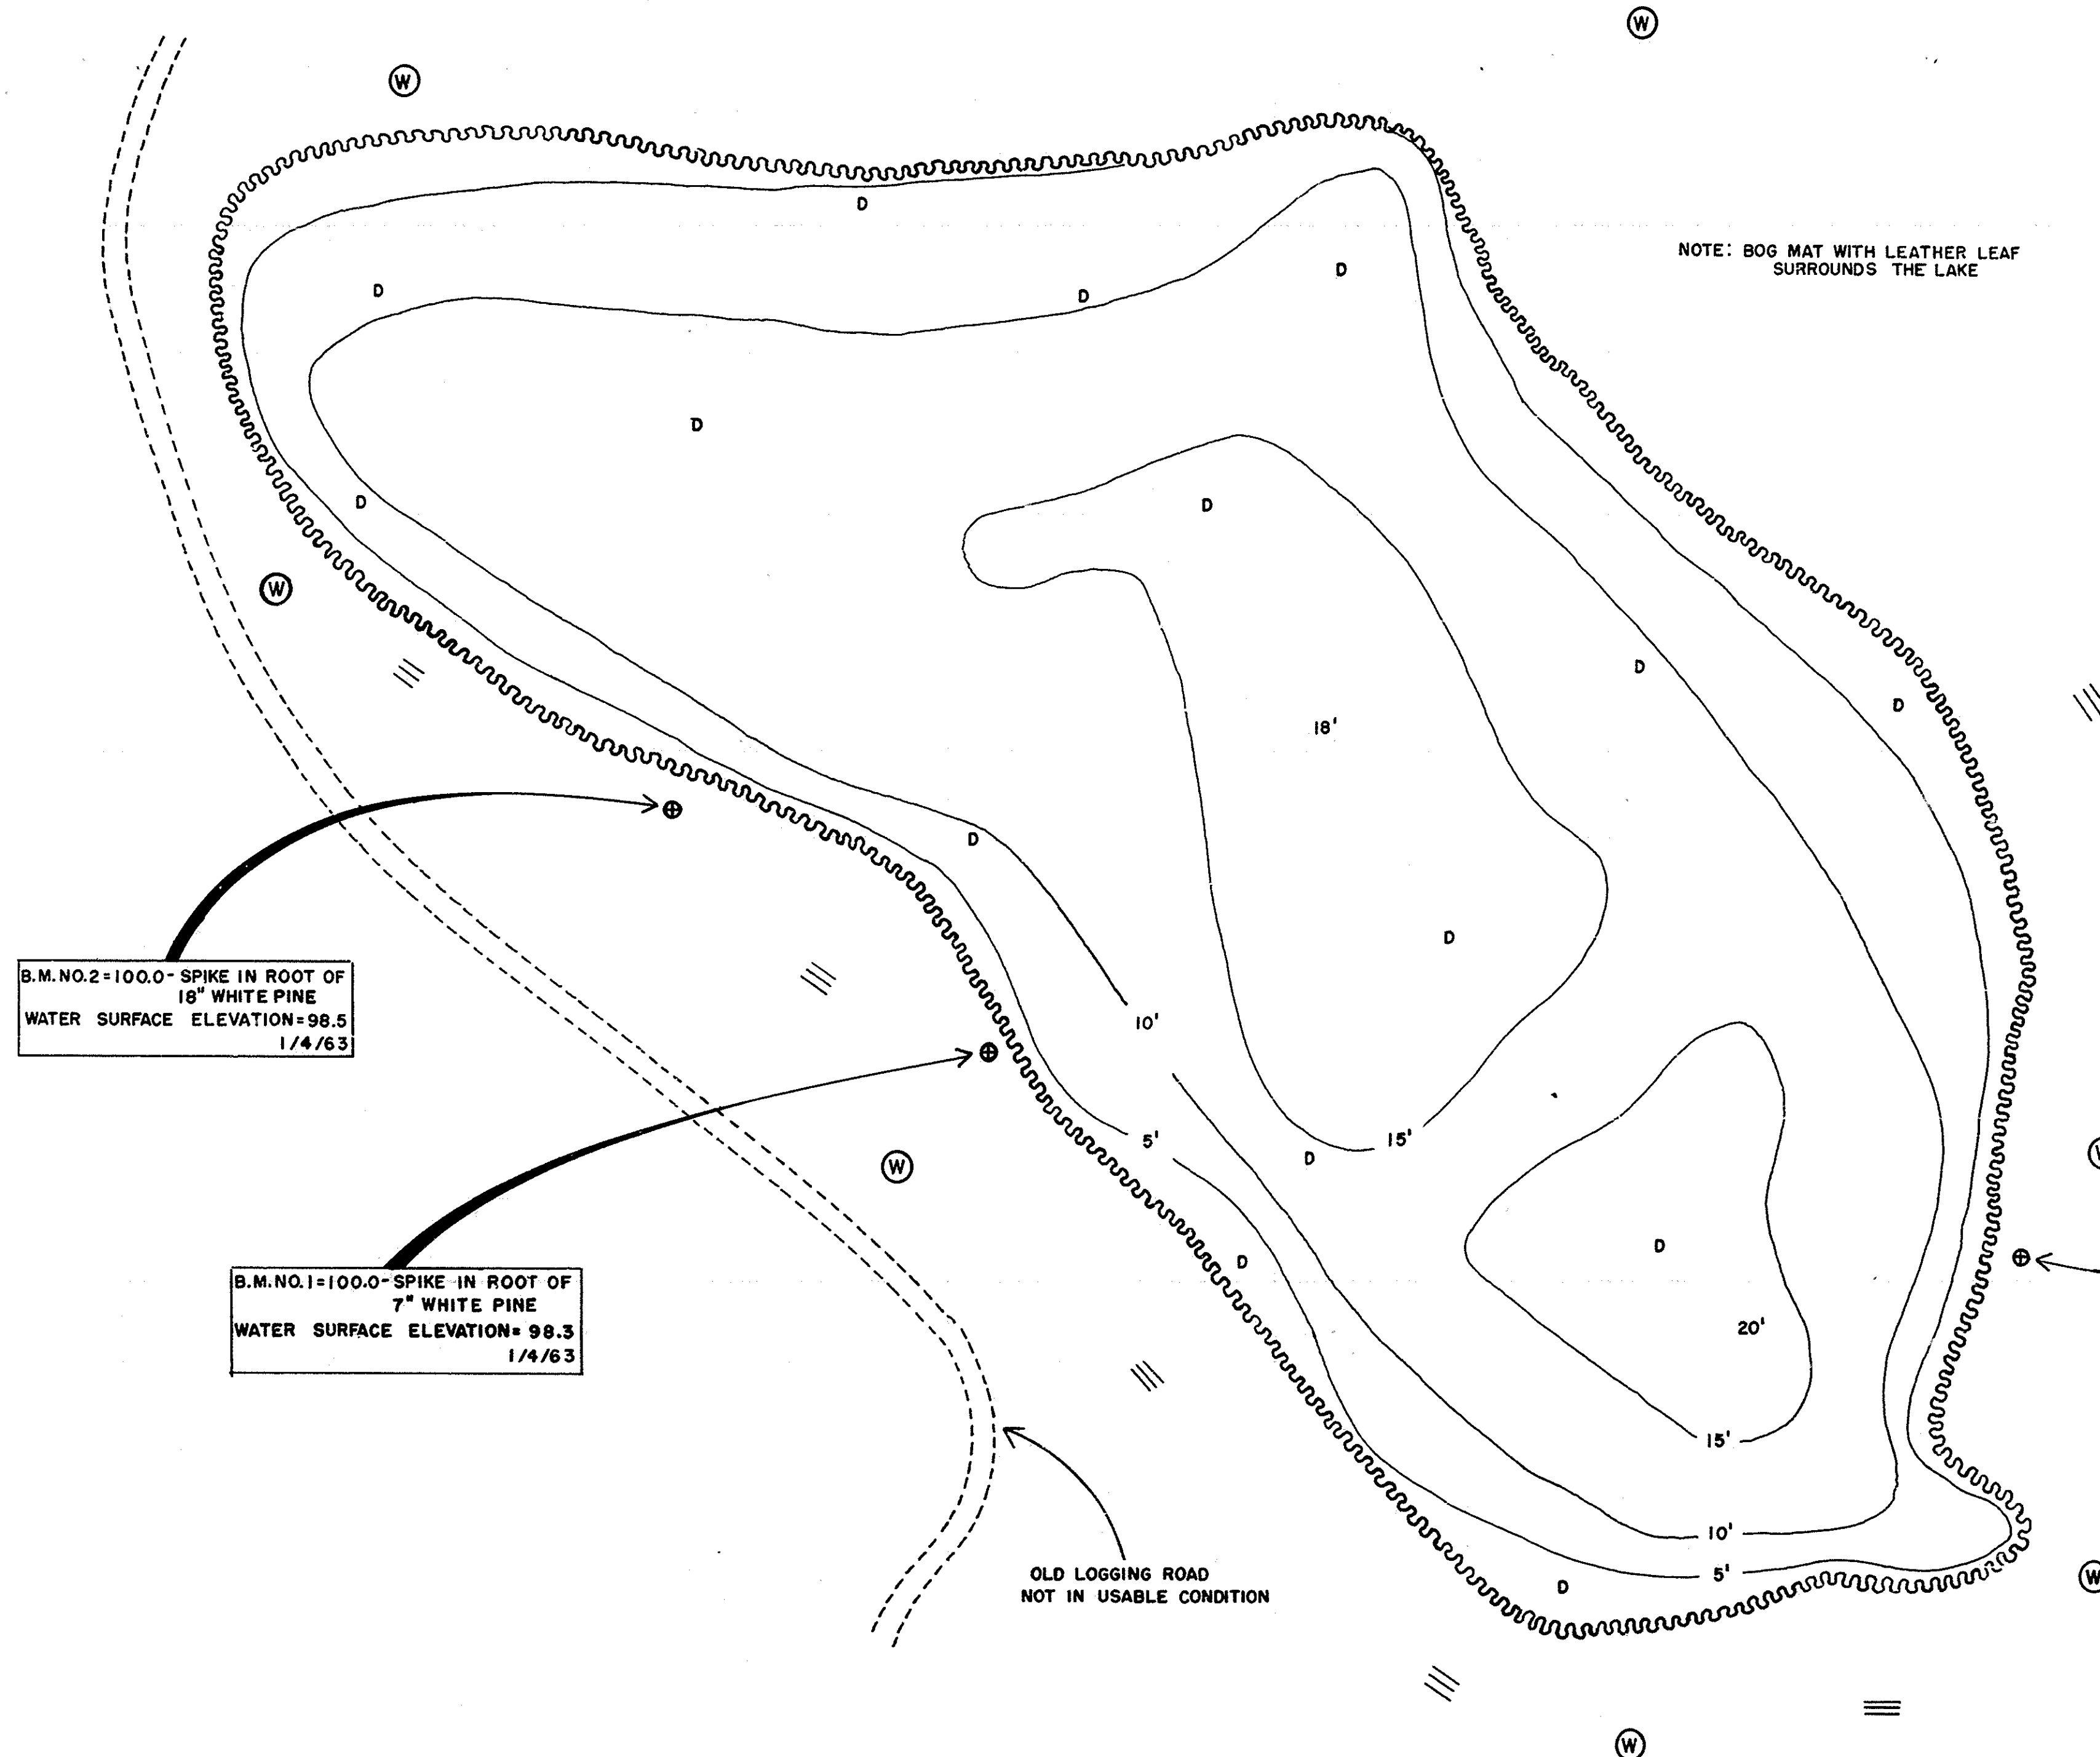 W
W
D
NOTE: BOG MAT WITH LEATHER LEAF
SURROUNDS THE LAKE
D
D
D
D
D
D
W
D
D
18'
D
D
B.M.NO.2=100.0-SPIKE IN ROOT OF
18" WHITE PINE
WATER SURFACE ELEVATION=98.5
1/4/63
10'
5'
15'
D
W
W
D
D
B.M.NO.1=100.0-SPIKE IN ROOT OF
7" WHITE PINE
WATER SURFACE ELEVATION=98.3
1/4/63
20'
15'
10'
5'
D
OLD LOGGING ROAD
NOT IN USABLE CONDITION
W
W